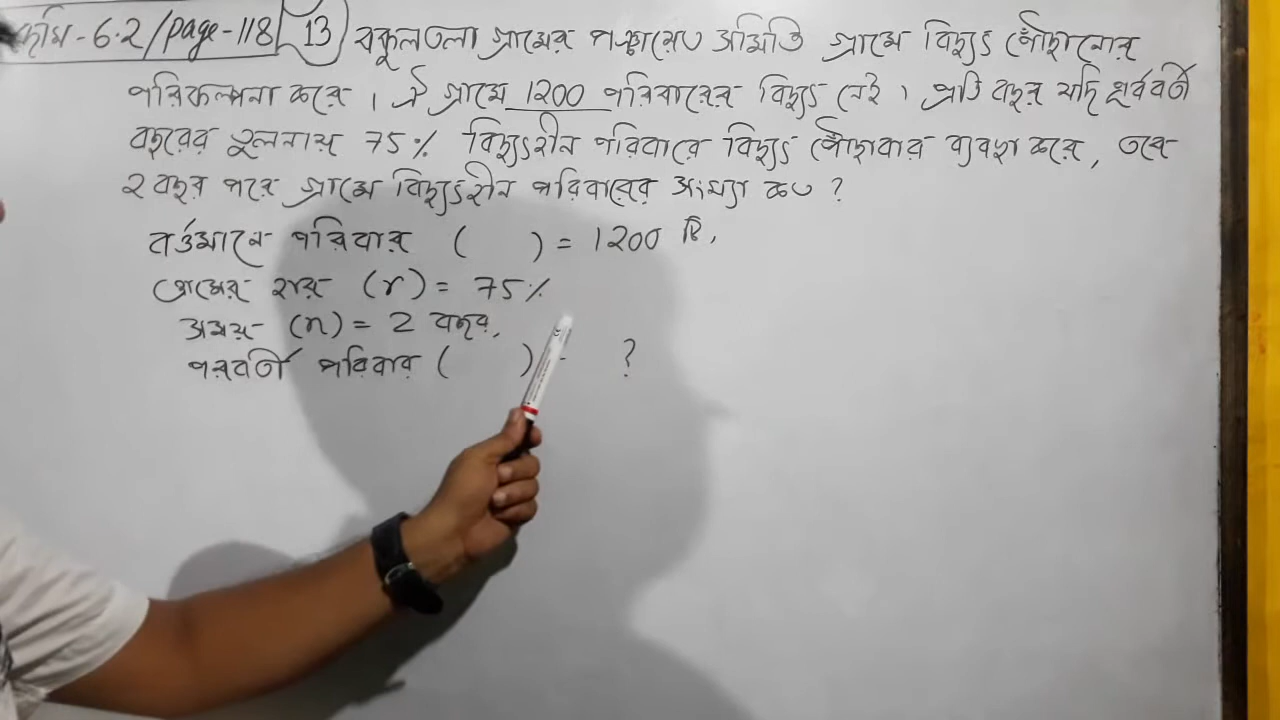 কষি-6.2/page-118 13) বকুলতলা গ্রামের পঞ্চায়েত সমিতি গ্রামে বিদ্যুৎ পৌঁছানোর
পরিকল্পনা করে। ঐ গ্রামে 1200 পরিবারের বিদ্যুৎ নেই। প্রতি বছর যদি পূর্ববর্তী
বছরের তুলনায় 75% বিদ্যুৎহীন পরিবারে বিদ্যুৎ পৌঁছাবার ব্যবস্থা করে, তবে
২ বছর পরে গ্রামে বিদ্যুৎহীন পরিবারের সংখ্যা কত?
বর্তমানে পরিবার ( ) = 1200 টি,
হ্রাসের হার (r) = 75%
সময় (n) = 2 বছর,
পরবর্তী পরিবার ( ) - ?